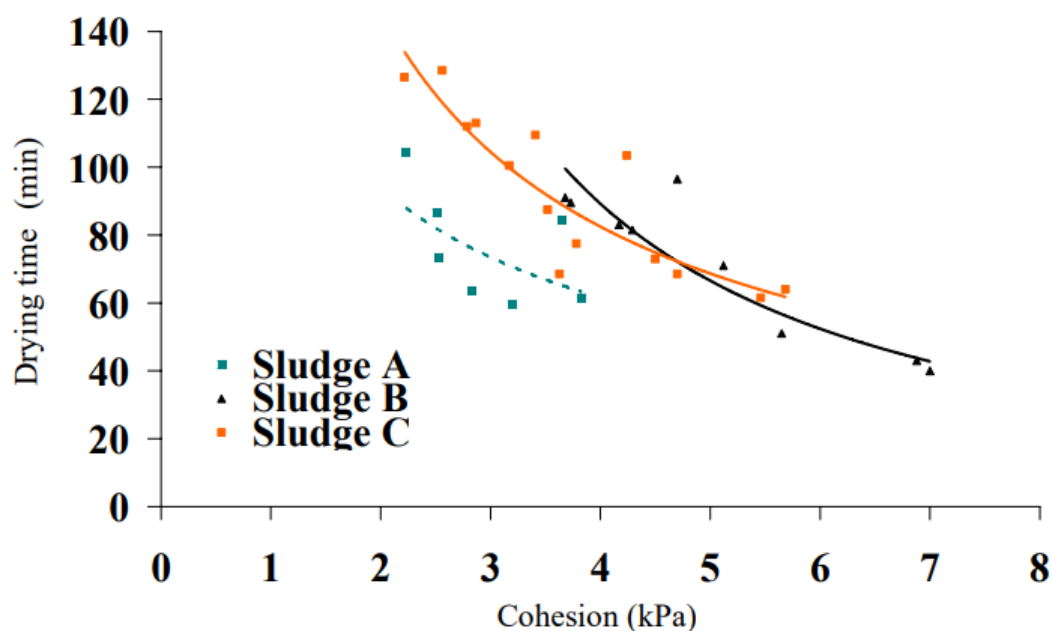 140
120
100
80
60
40
20
0
Drying time (min)
Sludge A
Sludge B
Sludge C
0 1 2 3 4 5 6 7 8
Cohesion (kPa)